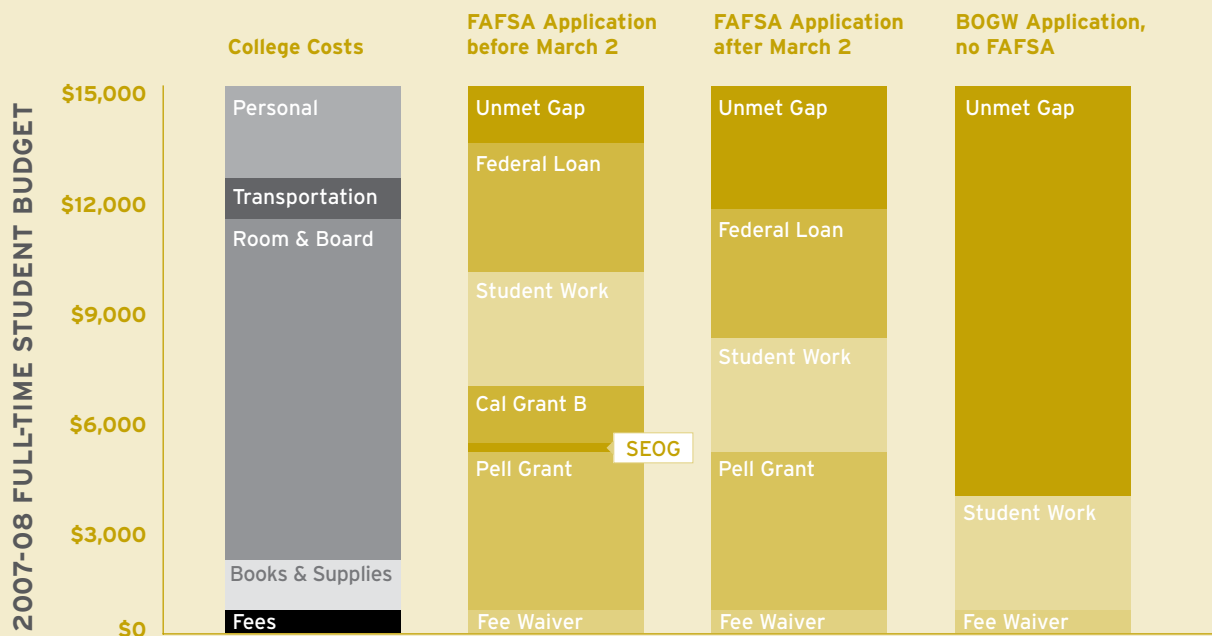 2007-08 FULL-TIME STUDENT BUDGET
$15,000
$12,000
$9,000
$6,000
$3,000
$0
College Costs
Personal
Transportation
Room & Board
Books & Supplies
Fees
FAFSA Application
before March 2
Unmet Gap
Federal Loan
Student Work
Cal Grant B
SEOG
Pell Grant
Fee Waiver
FAFSA Application
after March 2
Unmet Gap
Federal Loan
Student Work
Pell Grant
Fee Waiver
BOGW Application,
no FAFSA
Unmet Gap
Student Work
Fee Waiver